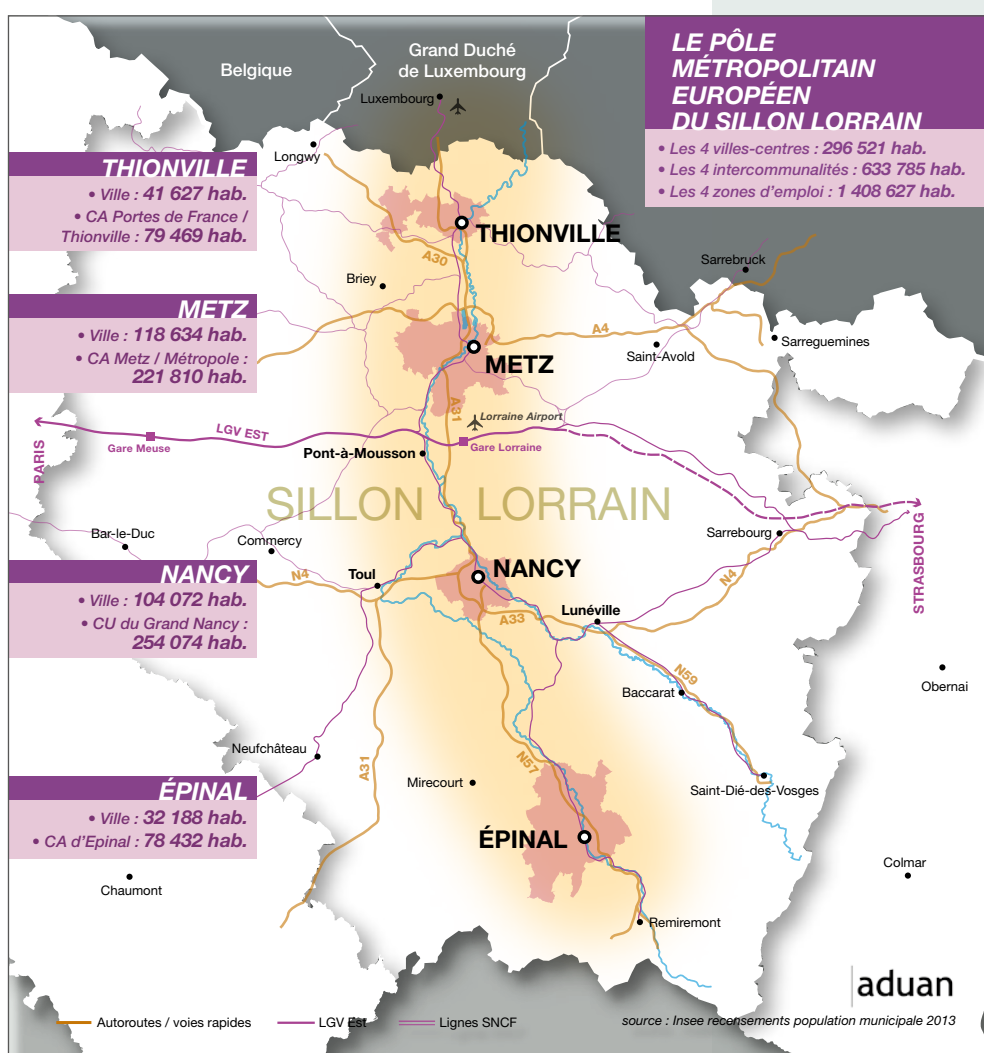 Belgique
Grand Duché
de Luxembourg
Luxembourg
LE PÔLE
MÉTROPOLITAIN
EUROPÉEN
DU SILLON LORRAIN
• Les 4 villes-centres : 296 521 hab.
• Les 4 intercommunalités : 633 785 hab.
• Les 4 zones d'emploi : 1 408 627 hab.
Longwy
THIONVILLE
• Ville : 41 627 hab.
• CA Portes de France /
Thionville : 79 469 hab.
THIONVILLE
A30
Briey
Sarrebruck
METZ
• Ville : 118 634 hab.
• CA Metz / Métropole :
221 810 hab.
A4
METZ
Saint-Avold
Sarreguemines
A31
Lorraine Airport
PARIS
LGV EST
Gare Meuse
Gare Lorraine
Pont-à-Mousson
SILLON LORRAIN
Bar-le-Duc
Commercy
Sarrebourg
STRASBOURG
NANCY
• Ville : 104 072 hab.
• CU du Grand Nancy :
254 074 hab.
N4
Toul
NANCY
A33
Lunéville
N4
N59
Baccarat
Obernai
Neufchâteau
A31
Mirecourt
N57
Saint-Dié-des-Vosges
ÉPINAL
• Ville : 32 188 hab.
• CA d'Epinal : 78 432 hab.
ÉPINAL
Chaumont
Colmar
Remiremont
aduan
Autoroutes / voies rapides
LGV Est
Lignes SNCF
source : Insee recensements population municipale 2013